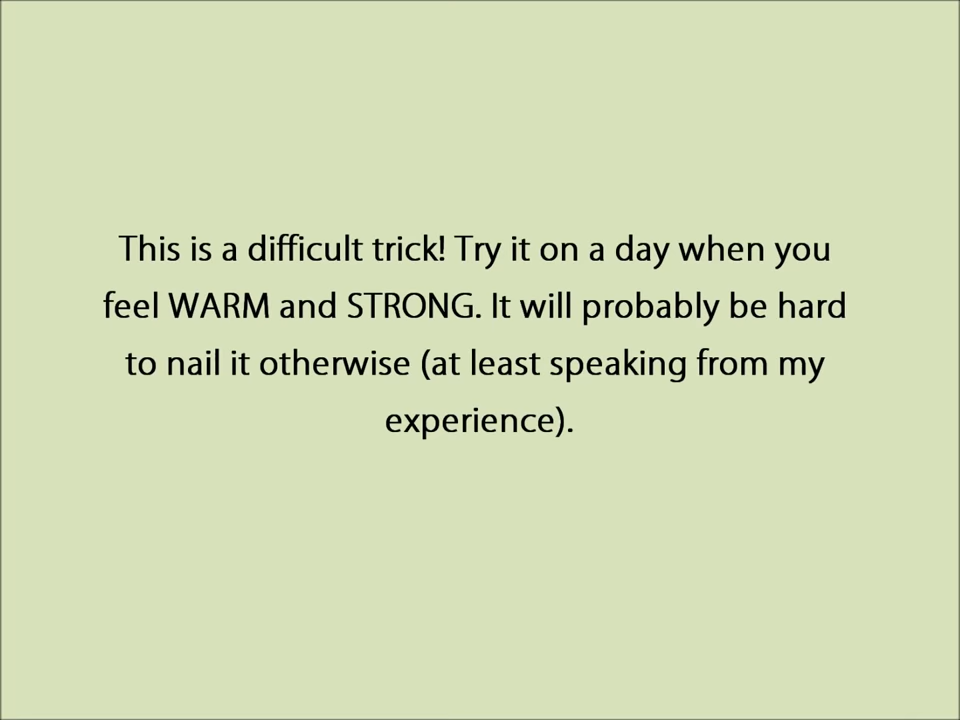 This is a difficult trick! Try it on a day when you
feel WARM and STRONG. It will probably be hard
to nail it otherwise (at least speaking from my
experience).